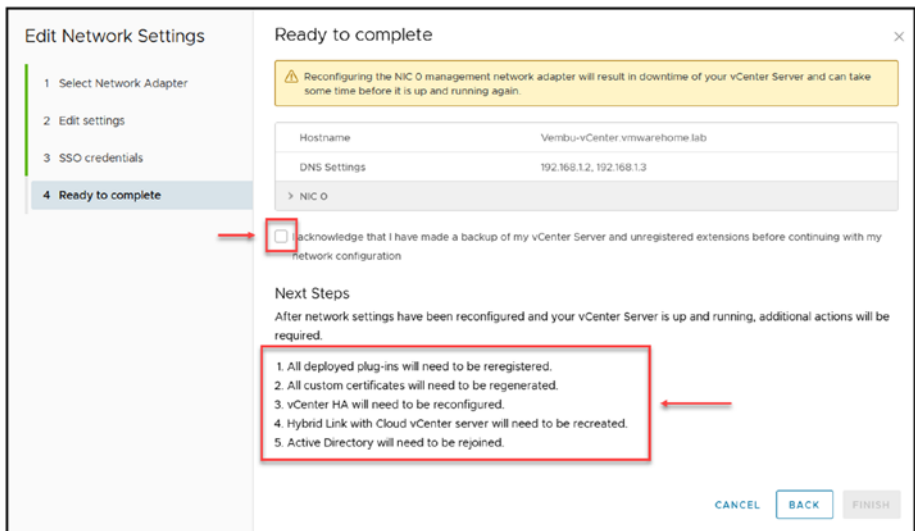 Edit Network Settings
1 Select Network Adapter
2 Edit settings
3 SSO credentials
4 Ready to complete
Ready to complete
Reconfiguring the NIC 0 management network adapter will result in downtime of your vCenter Server and can take
some time before it is up and running again.
Hostname Vembu-vCenter.vmwarehome.lab
DNS Settings 192.168.1.2, 192.168.1.3
> NIC 0
I acknowledge that I have made a backup of my vCenter Server and unregistered extensions before continuing with my
network configuration
Next Steps
After network settings have been reconfigured and your vCenter Server is up and running, additional actions will be
required.
1. All deployed plug-ins will need to be reregistered.
2. All custom certificates will need to be regenerated.
3. vCenter HA will need to be reconfigured.
4. Hybrid Link with Cloud vCenter server will need to be recreated.
5. Active Directory will need to be rejoined.
CANCEL BACK FINISH